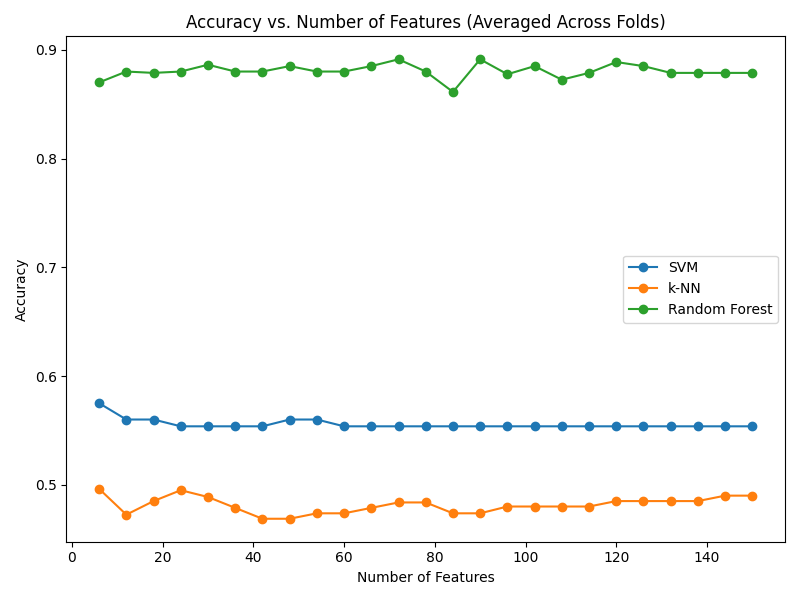 Accuracy vs. Number of Features (Averaged Across Folds)
0.9
0.8
0.7
0.6
0.5
Accuracy
SVM
k-NN
Random Forest
0 20 40 60 80 100 120 140
Number of Features